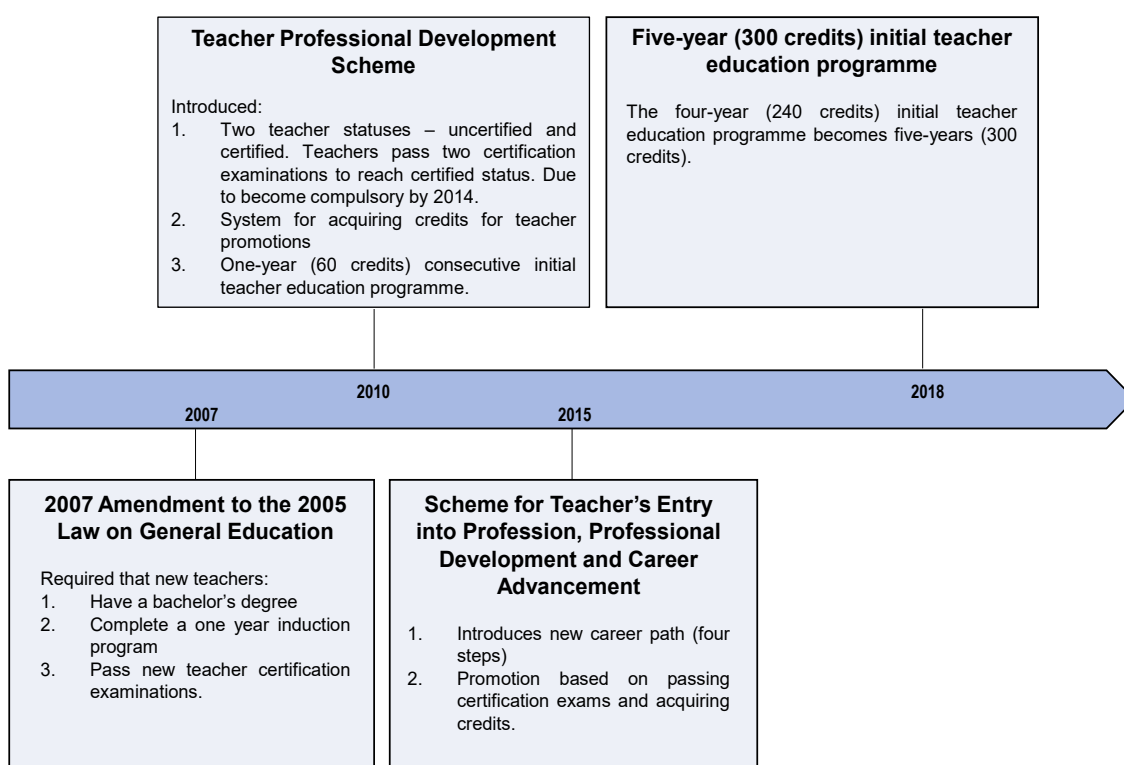 Teacher Professional Development
Scheme
Introduced:
1. Two teacher statuses – uncertified and
certified. Teachers pass two certification
examinations to reach certified status. Due
to become compulsory by 2014.
2. System for acquiring credits for teacher
promotions
3. One-year (60 credits) consecutive initial
teacher education programme.
Five-year (300 credits) initial teacher
education programme
The four-year (240 credits) initial teacher
education programme becomes five-years (300
credits).
2010
2018
2007
2015
2007 Amendment to the 2005
Law on General Education
Required that new teachers:
1. Have a bachelor's degree
2. Complete a one year induction
program
3. Pass new teacher certification
examinations.
Scheme for Teacher's Entry
into Profession, Professional
Development and Career
Advancement
1. Introduces new career path (four
steps)
2. Promotion based on passing
certification exams and acquiring
credits.